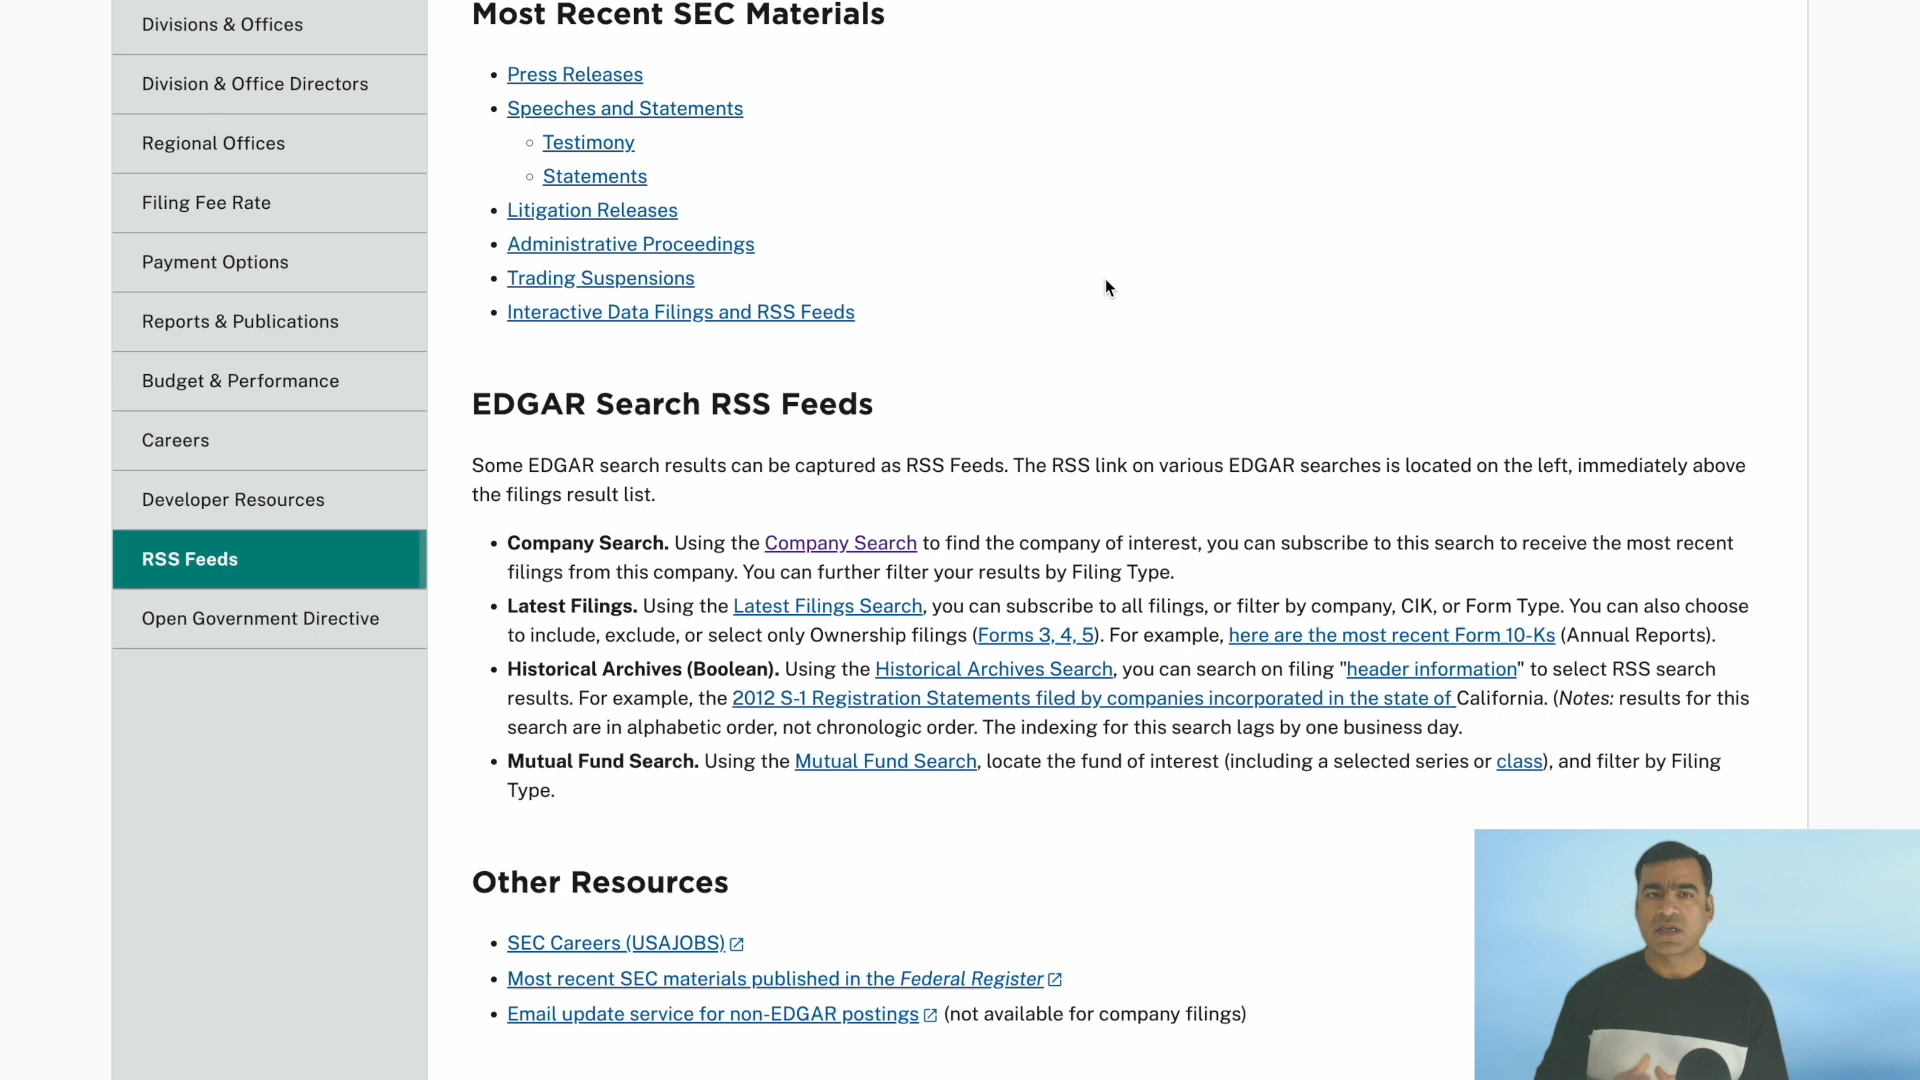 Divisions & Offices
Division & Office Directors
Regional Offices
Filing Fee Rate
Payment Options
Reports & Publications
Budget & Performance
Careers
Developer Resources
RSS Feeds
Open Government Directive
Most Recent SEC Materials
Press Releases
Speeches and Statements
Testimony
Statements
Litigation Releases
Administrative Proceedings
Trading Suspensions
Interactive Data Filings and RSS Feeds
EDGAR Search RSS Feeds
Some EDGAR search results can be captured as RSS Feeds. The RSS link on various EDGAR searches is located on the left, immediately above
the filings result list.
Company Search. Using the Company Search to find the company of interest, you can subscribe to this search to receive the most recent
filings from this company. You can further filter your results by Filing Type.
Latest Filings. Using the Latest Filings Search, you can subscribe to all filings, or filter by company, CIK, or Form Type. You can also choose
to include, exclude, or select only Ownership filings (Forms 3, 4, 5). For example, here are the most recent Form 10-Ks (Annual Reports).
Historical Archives (Boolean). Using the Historical Archives Search, you can search on filing "header information" to select RSS search
results. For example, the 2012 S-1 Registration Statements filed by companies incorporated in the state of California. (Notes: results for this
search are in alphabetic order, not chronologic order. The indexing for this search lags by one business day.
Mutual Fund Search. Using the Mutual Fund Search, locate the fund of interest (including a selected series or class), and filter by Filing
Type.
Other Resources
SEC Careers (USAJOBS)
Most recent SEC materials published in the Federal Register
Email update service for non-EDGAR postings (not available for company filings)